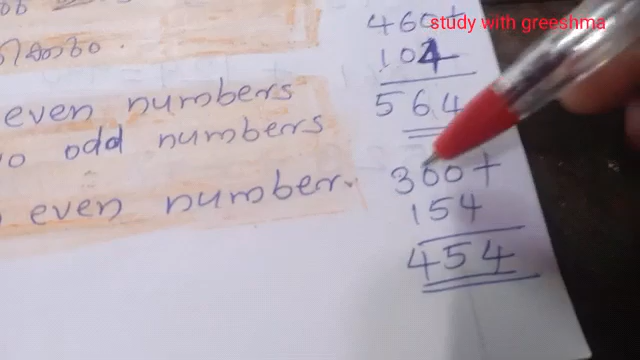 study with greeshma
460+
104
564
even numbers
odd numbers
even number.
300+
154
454